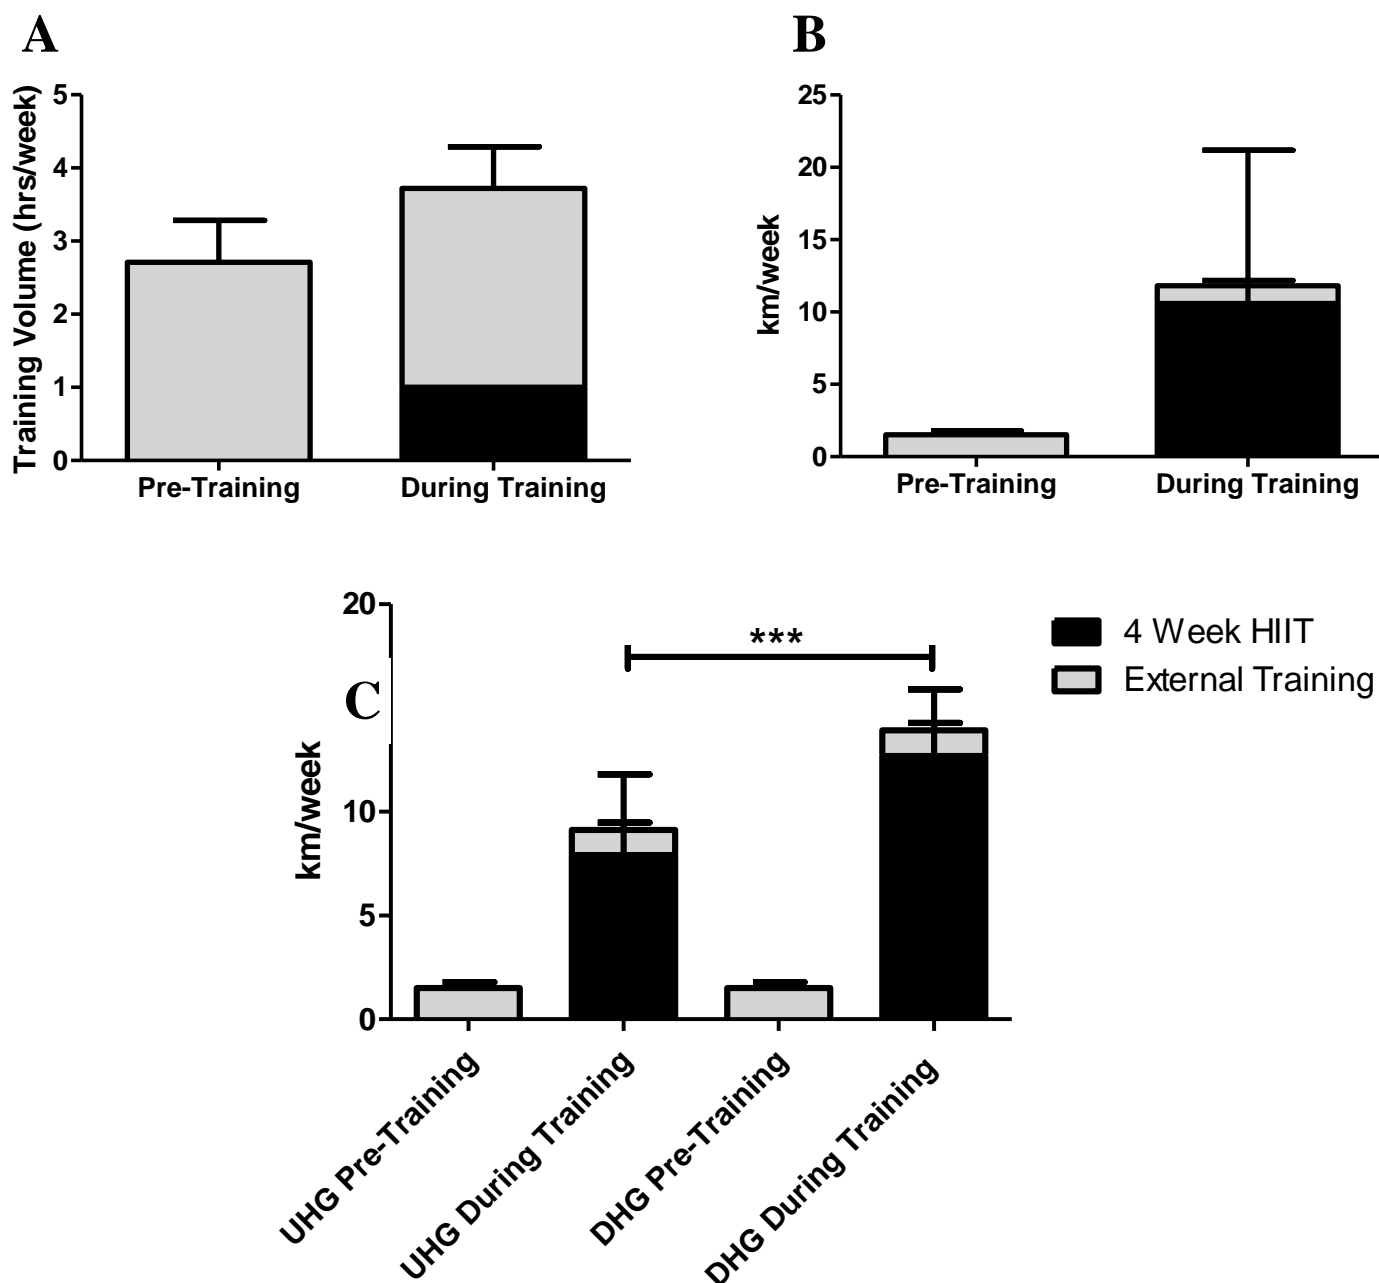 A
B
Training Volume (hrs/week)
5
4
3
2
1
0
Pre-Training
During Training
km/week
25
20
15
10
5
0
Pre-Training
During Training
C
km/week
20
10
5
0
***
UHG Pre-Training
UHG During Training
DHG Pre-Training
DHG During Training
4 Week HIIT
External Training